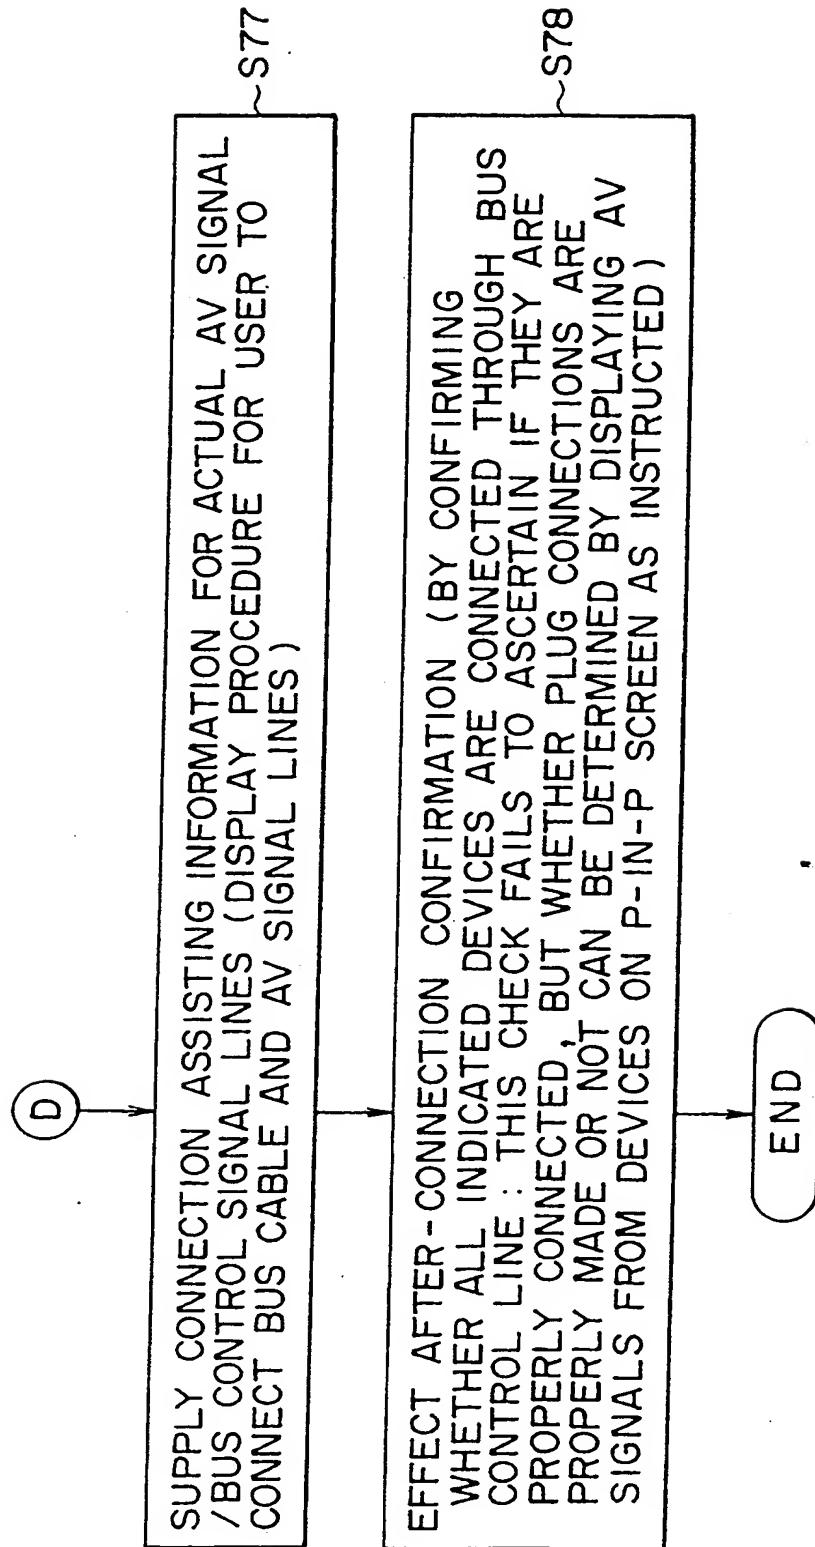 D
SUPPLY CONNECTION ASSISTING INFORMATION FOR ACTUAL AV SIGNAL
/BUS CONTROL SIGNAL LINES (DISPLAY PROCEDURE FOR USER TO
CONNECT BUS CABLE AND AV SIGNAL LINES)
~S77
EFFECT AFTER-CONNECTION CONFIRMATION (BY CONFIRMING
WHETHER ALL INDICATED DEVICES ARE CONNECTED THROUGH BUS
CONTROL LINE : THIS CHECK FAILS TO ASCERTAIN IF THEY ARE
PROPERLY CONNECTED, BUT WHETHER PLUG CONNECTIONS ARE
PROPERLY MADE OR NOT CAN BE DETERMINED BY DISPLAYING AV
SIGNALS FROM DEVICES ON P-IN-P SCREEN AS INSTRUCTED)
~S78
END